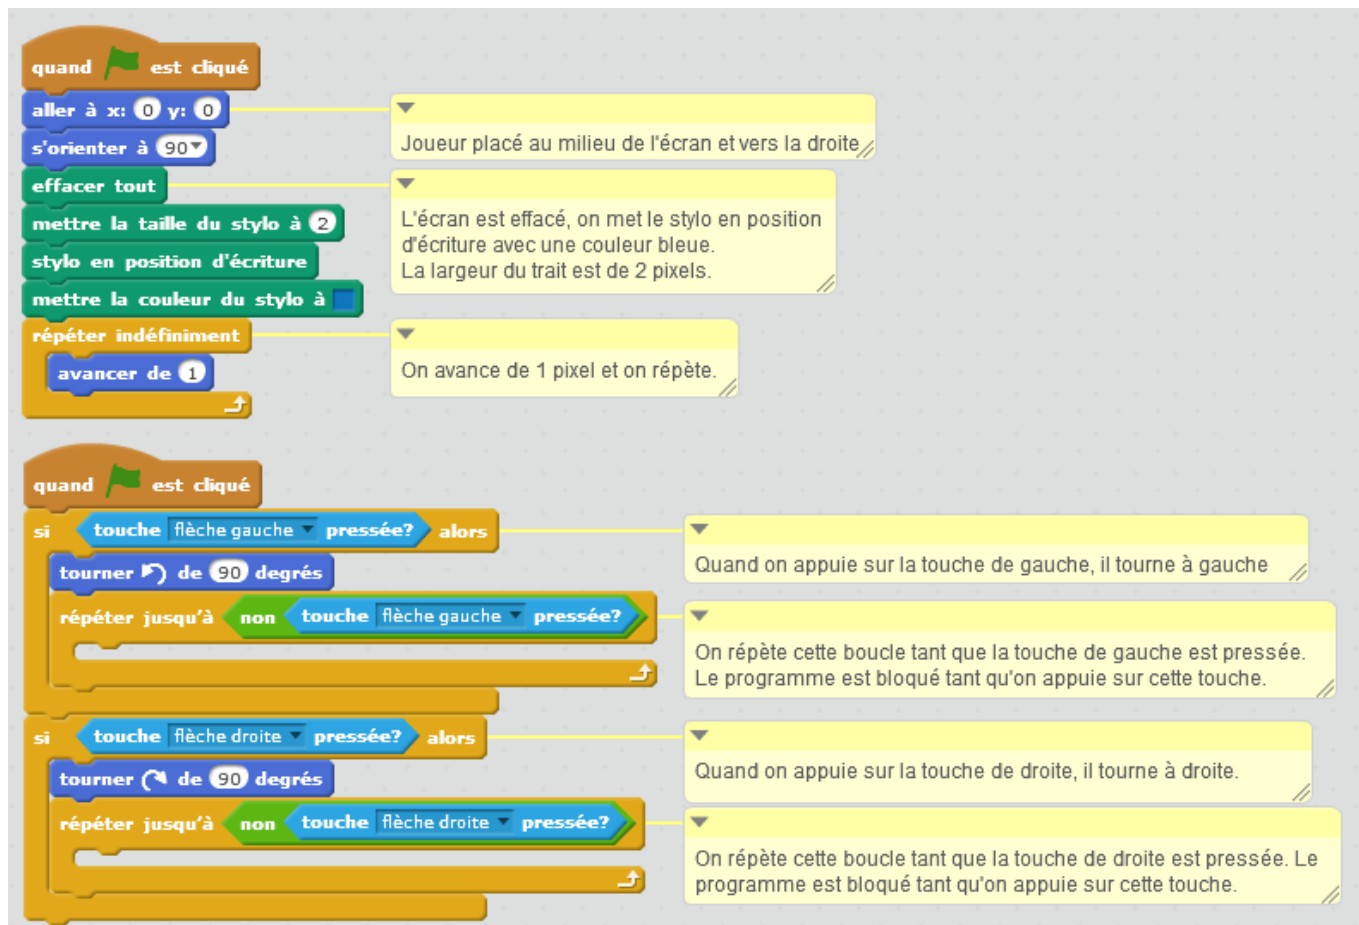 quand est cliqué
aller à x: 0 y: 0
Joueur placé au milieu de l'écran et vers la droite
s'orienter à 90
effacer tout
mettre la taille du stylo à 2
stylo en position d'écriture
mettre la couleur du stylo à
L'écran est effacé, on met le stylo en position
d'écriture avec une couleur bleue.
La largeur du trait est de 2 pixels.
répéter indéfiniment
avancer de 1
On avance de 1 pixel et on répète.
quand est cliqué
si touche flèche gauche pressée? alors
Quand on appuie sur la touche de gauche, il tourne à gauche
tourner de 90 degrés
répéter jusqu'à non touche flèche gauche pressée?
On répète cette boucle tant que la touche de gauche est pressée.
Le programme est bloqué tant qu'on appuie sur cette touche.
si touche flèche droite pressée? alors
Quand on appuie sur la touche de droite, il tourne à droite.
tourner de 90 degrés
répéter jusqu'à non touche flèche droite pressée?
On répète cette boucle tant que la touche de droite est pressée. Le
programme est bloqué tant qu'on appuie sur cette touche.